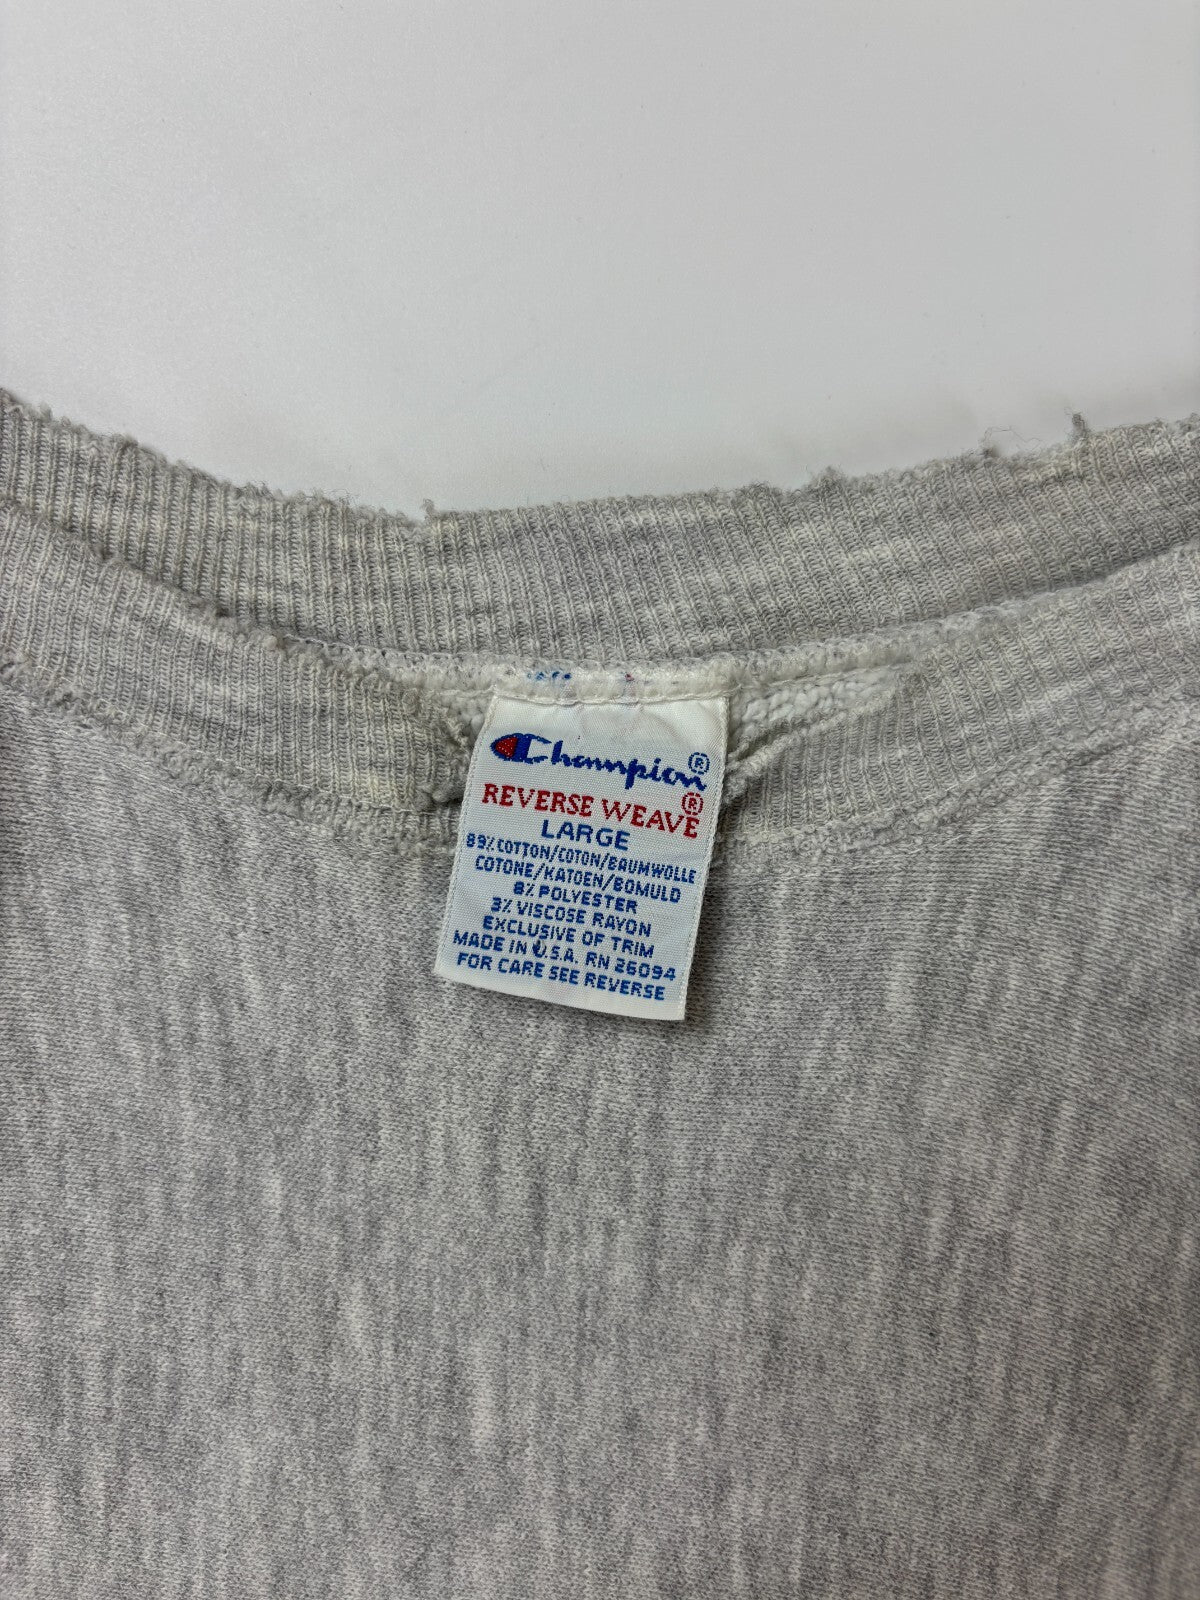 Champion®
REVERSE WEAVE®
LARGE
89% COTTON/COTON/BAUMWOLLE
COTONE/KATOEN/BOMULD
8% POLYESTER
3% VISCOSE RAYON
EXCLUSIVE OF TRIM
MADE IN U.S.A. RN 26094
FOR CARE SEE REVERSE